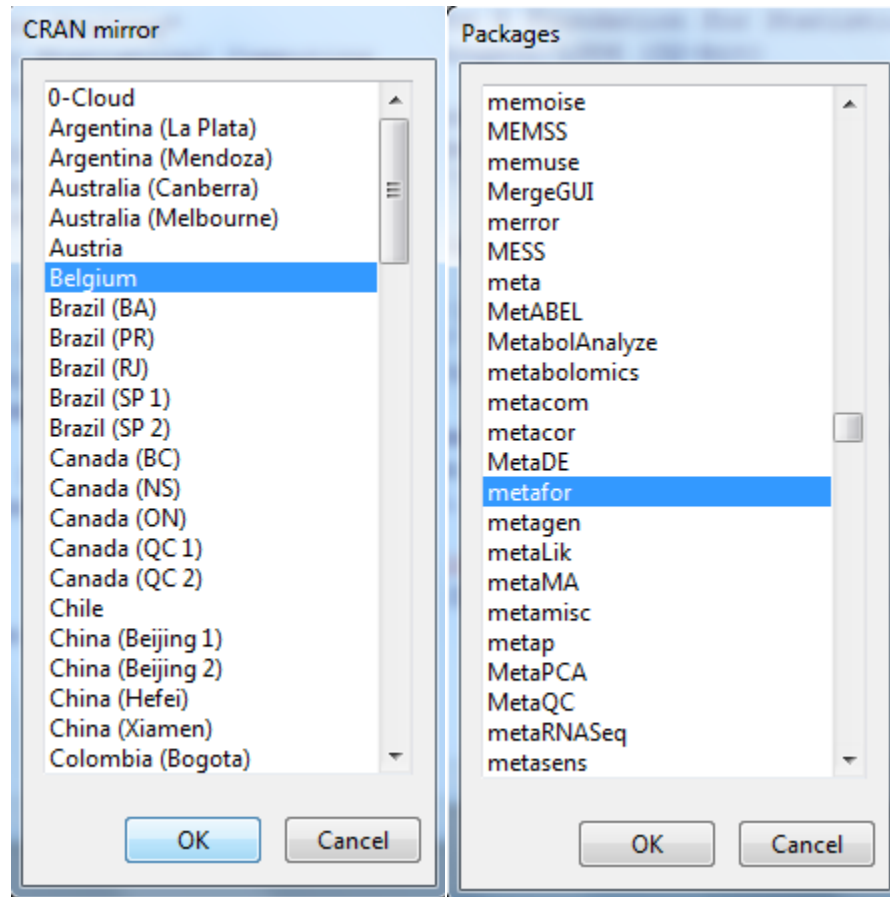 CRAN mirror
0-Cloud
Argentina (La Plata)
Argentina (Mendoza)
Australia (Canberra)
Australia (Melbourne)
Austria
Belgium
Brazil (BA)
Brazil (PR)
Brazil (RJ)
Brazil (SP 1)
Brazil (SP 2)
Canada (BC)
Canada (NS)
Canada (ON)
Canada (QC 1)
Canada (QC 2)
Chile
China (Beijing 1)
China (Beijing 2)
China (Hefei)
China (Xiamen)
Colombia (Bogota)
OK
Cancel
Packages
memoise
MEMSS
memuse
MergeGUI
merror
MESS
meta
MetABEL
MetabolAnalyze
metabolomics
metacom
metacor
MetaDE
metafor
metagen
metaLik
metaMA
metamisc
metap
MetaPCA
MetaQC
metaRNASeq
metasens
OK
Cancel